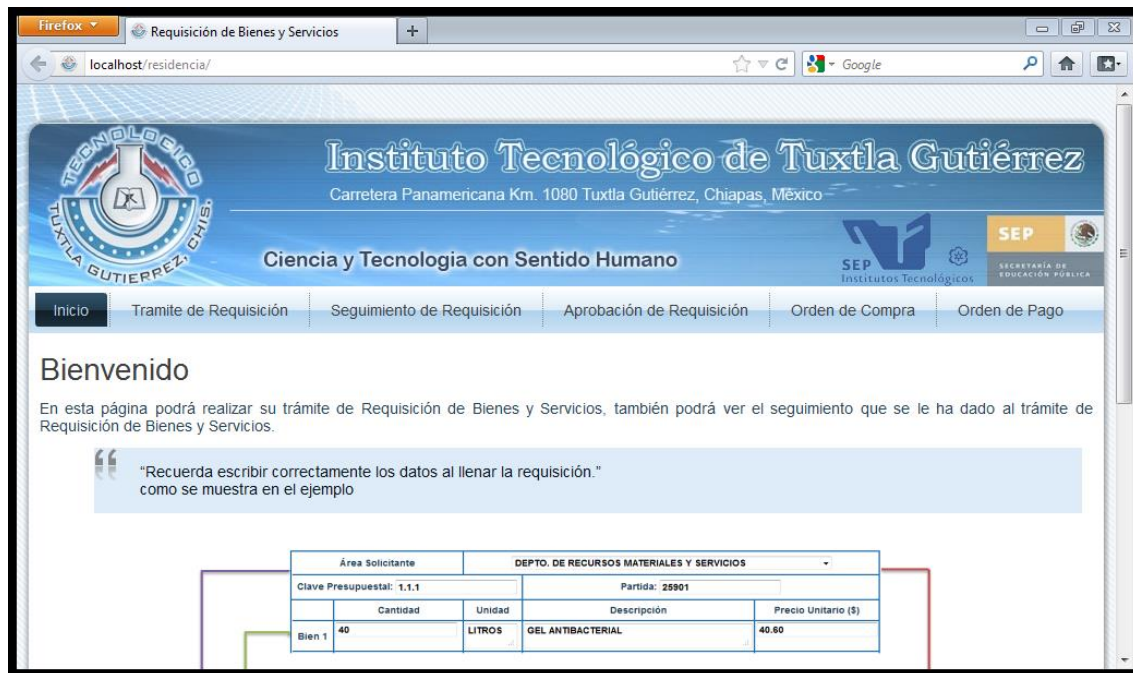 Firefox
Requisición de Bienes y Servicios
localhost/residencia/
Google
TECNOLOGICO
TUXTLA GUTIERREZ, CHIS.
Instituto Tecnológico de Tuxtla Gutiérrez
Carretera Panamericana Km. 1080 Tuxtla Gutiérrez, Chiapas, México
Ciencia y Tecnologia con Sentido Humano
SEP
Institutos Tecnológicos
SEP
SECRETARÍA DE
EDUCACIÓN PÚBLICA
Inicio Tramite de Requisición Seguimiento de Requisición Aprobación de Requisición Orden de Compra Orden de Pago
Bienvenido
En esta página podrá realizar su trámite de Requisición de Bienes y Servicios, también podrá ver el seguimiento que se le ha dado al trámite de
Requisición de Bienes y Servicios.
“Recuerda escribir correctamente los datos al llenar la requisición.”
como se muestra en el ejemplo
Área Solicitante DEPTO. DE RECURSOS MATERIALES Y SERVICIOS
Clave Presupuestal: 1.1.1 Partida: 25901
Cantidad Unidad Descripción Precio Unitario ($)
Bien 1 40 LITROS GEL ANTIBACTERIAL 40.60